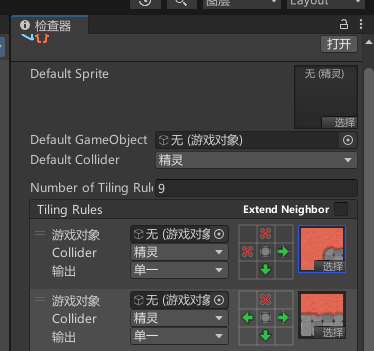 图层
Layout
检查器
打开
Default Sprite
无 (精灵)
选择
Default GameObject 无 (游戏对象)
Default Collider 精灵
Number of Tiling Rule 9
Tiling Rules Extend Neighbor
游戏对象 无 (游戏对象
Collider 精灵
输出 单一
选择
游戏对象 无 (游戏对象
Collider 精灵
输出 单一
选择